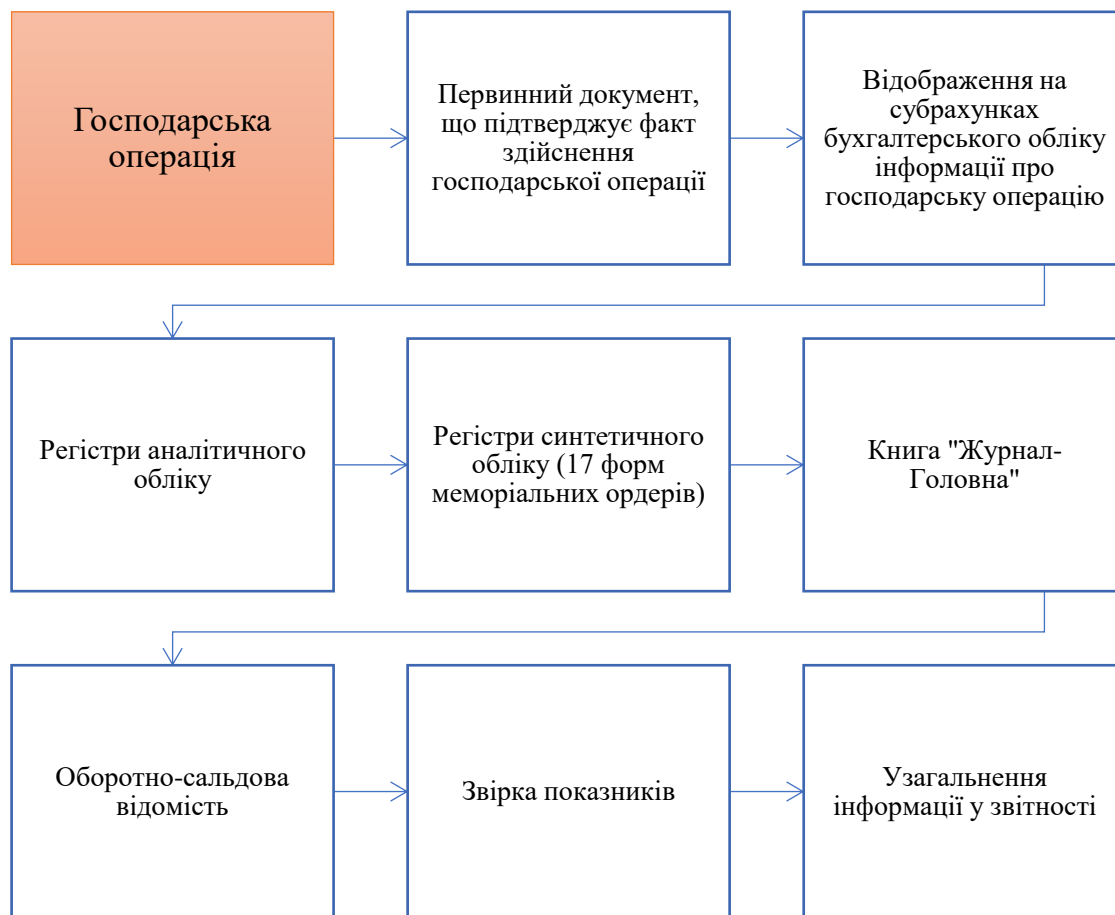 Господарська
операція
Первинний документ,
що підтверджує факт
здійснення
господарської операції
Відображення на
субрахунках
бухгалтерського обліку
інформації про
господарську операцію
Регістри аналітичного
обліку
Регістри синтетичного
обліку (17 форм
меморіальних ордерів)
Книга "Журнал-
Головна"
Оборотно-сальдова
відомість
Звірка показників
Узагальнення
інформації у звітності